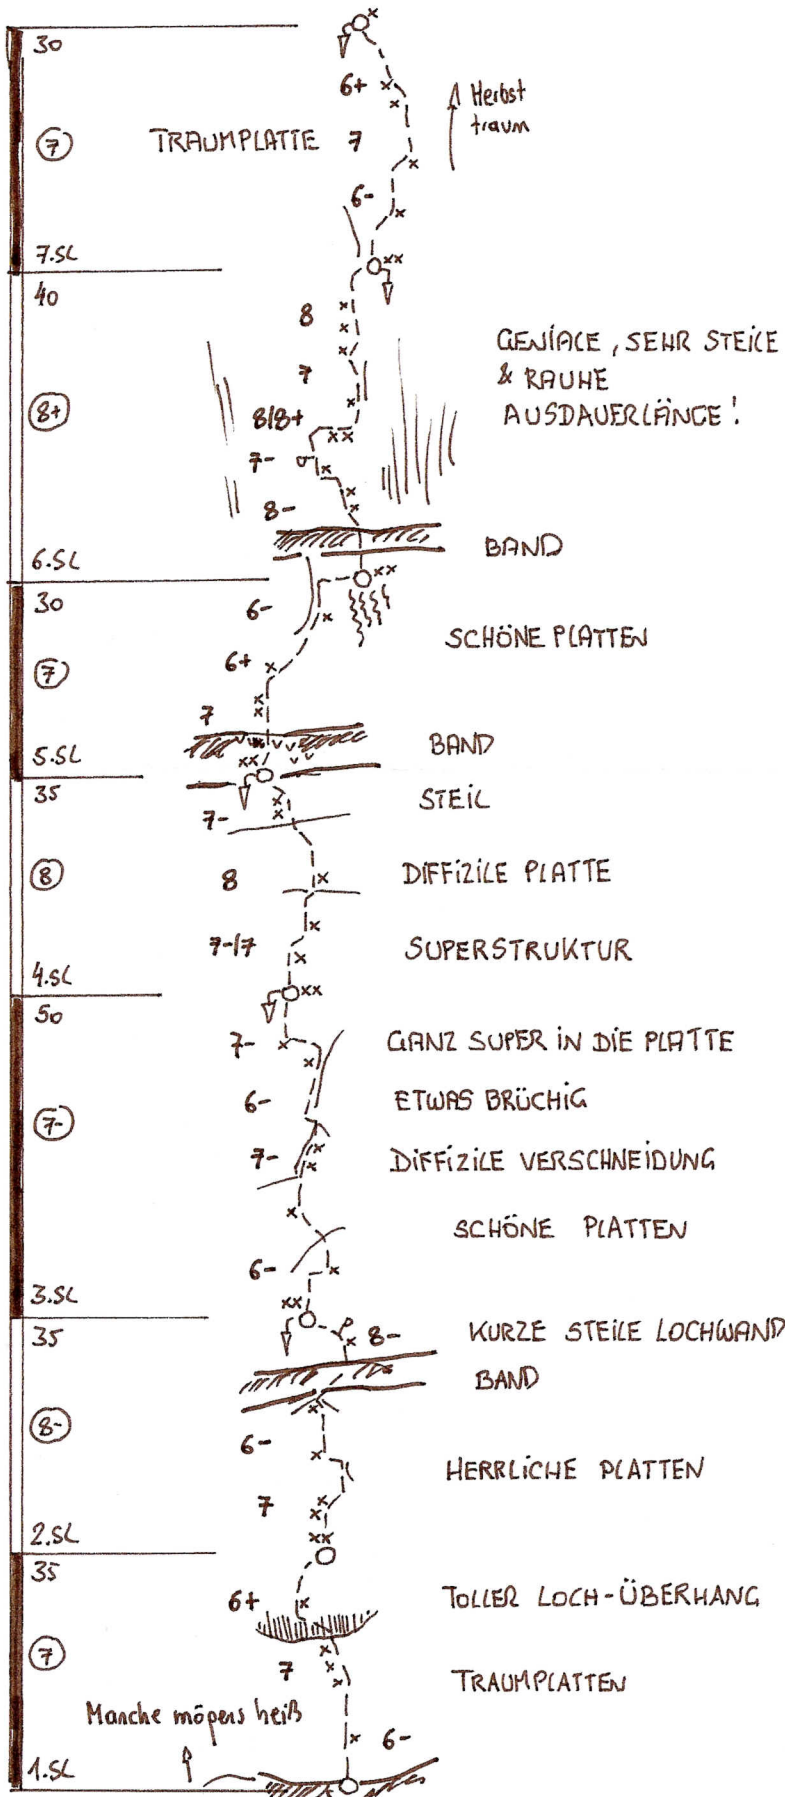 30
6+
Herbst
traum
7
TRAUMPLATTE 7
6-
7.SL
40
8
GENIALE, SEHR STEILE
& RAUHE
AUSDAUERLÄNGE!
7
8+
8/8+
7-
8-
BAND
6.SL
30
6-
SCHÖNE PLATTEN
7
6+
7
BAND
5.SL
35
STEIL
7-
8
8
DIFFIZILE PLATTE
7-/7
SUPERSTRUKTUR
4.SL
50
7-
GANZ SUPER IN DIE PLATTE
6-
ETWAS BRÜCHIG
7-
7-
DIFFIZILE VERSCHNEIDUNG
SCHÖNE PLATTEN
6-
3.SL
35
8-
KURZE STEILE LOCHWAND
BAND
8-
6-
HERRLICHE PLATTEN
7
2.SL
35
6+
TOLLER LOCH-ÜBERHANG
7
7
TRAUMPLATTEN
Manche mögens heiß
6-
1.SL